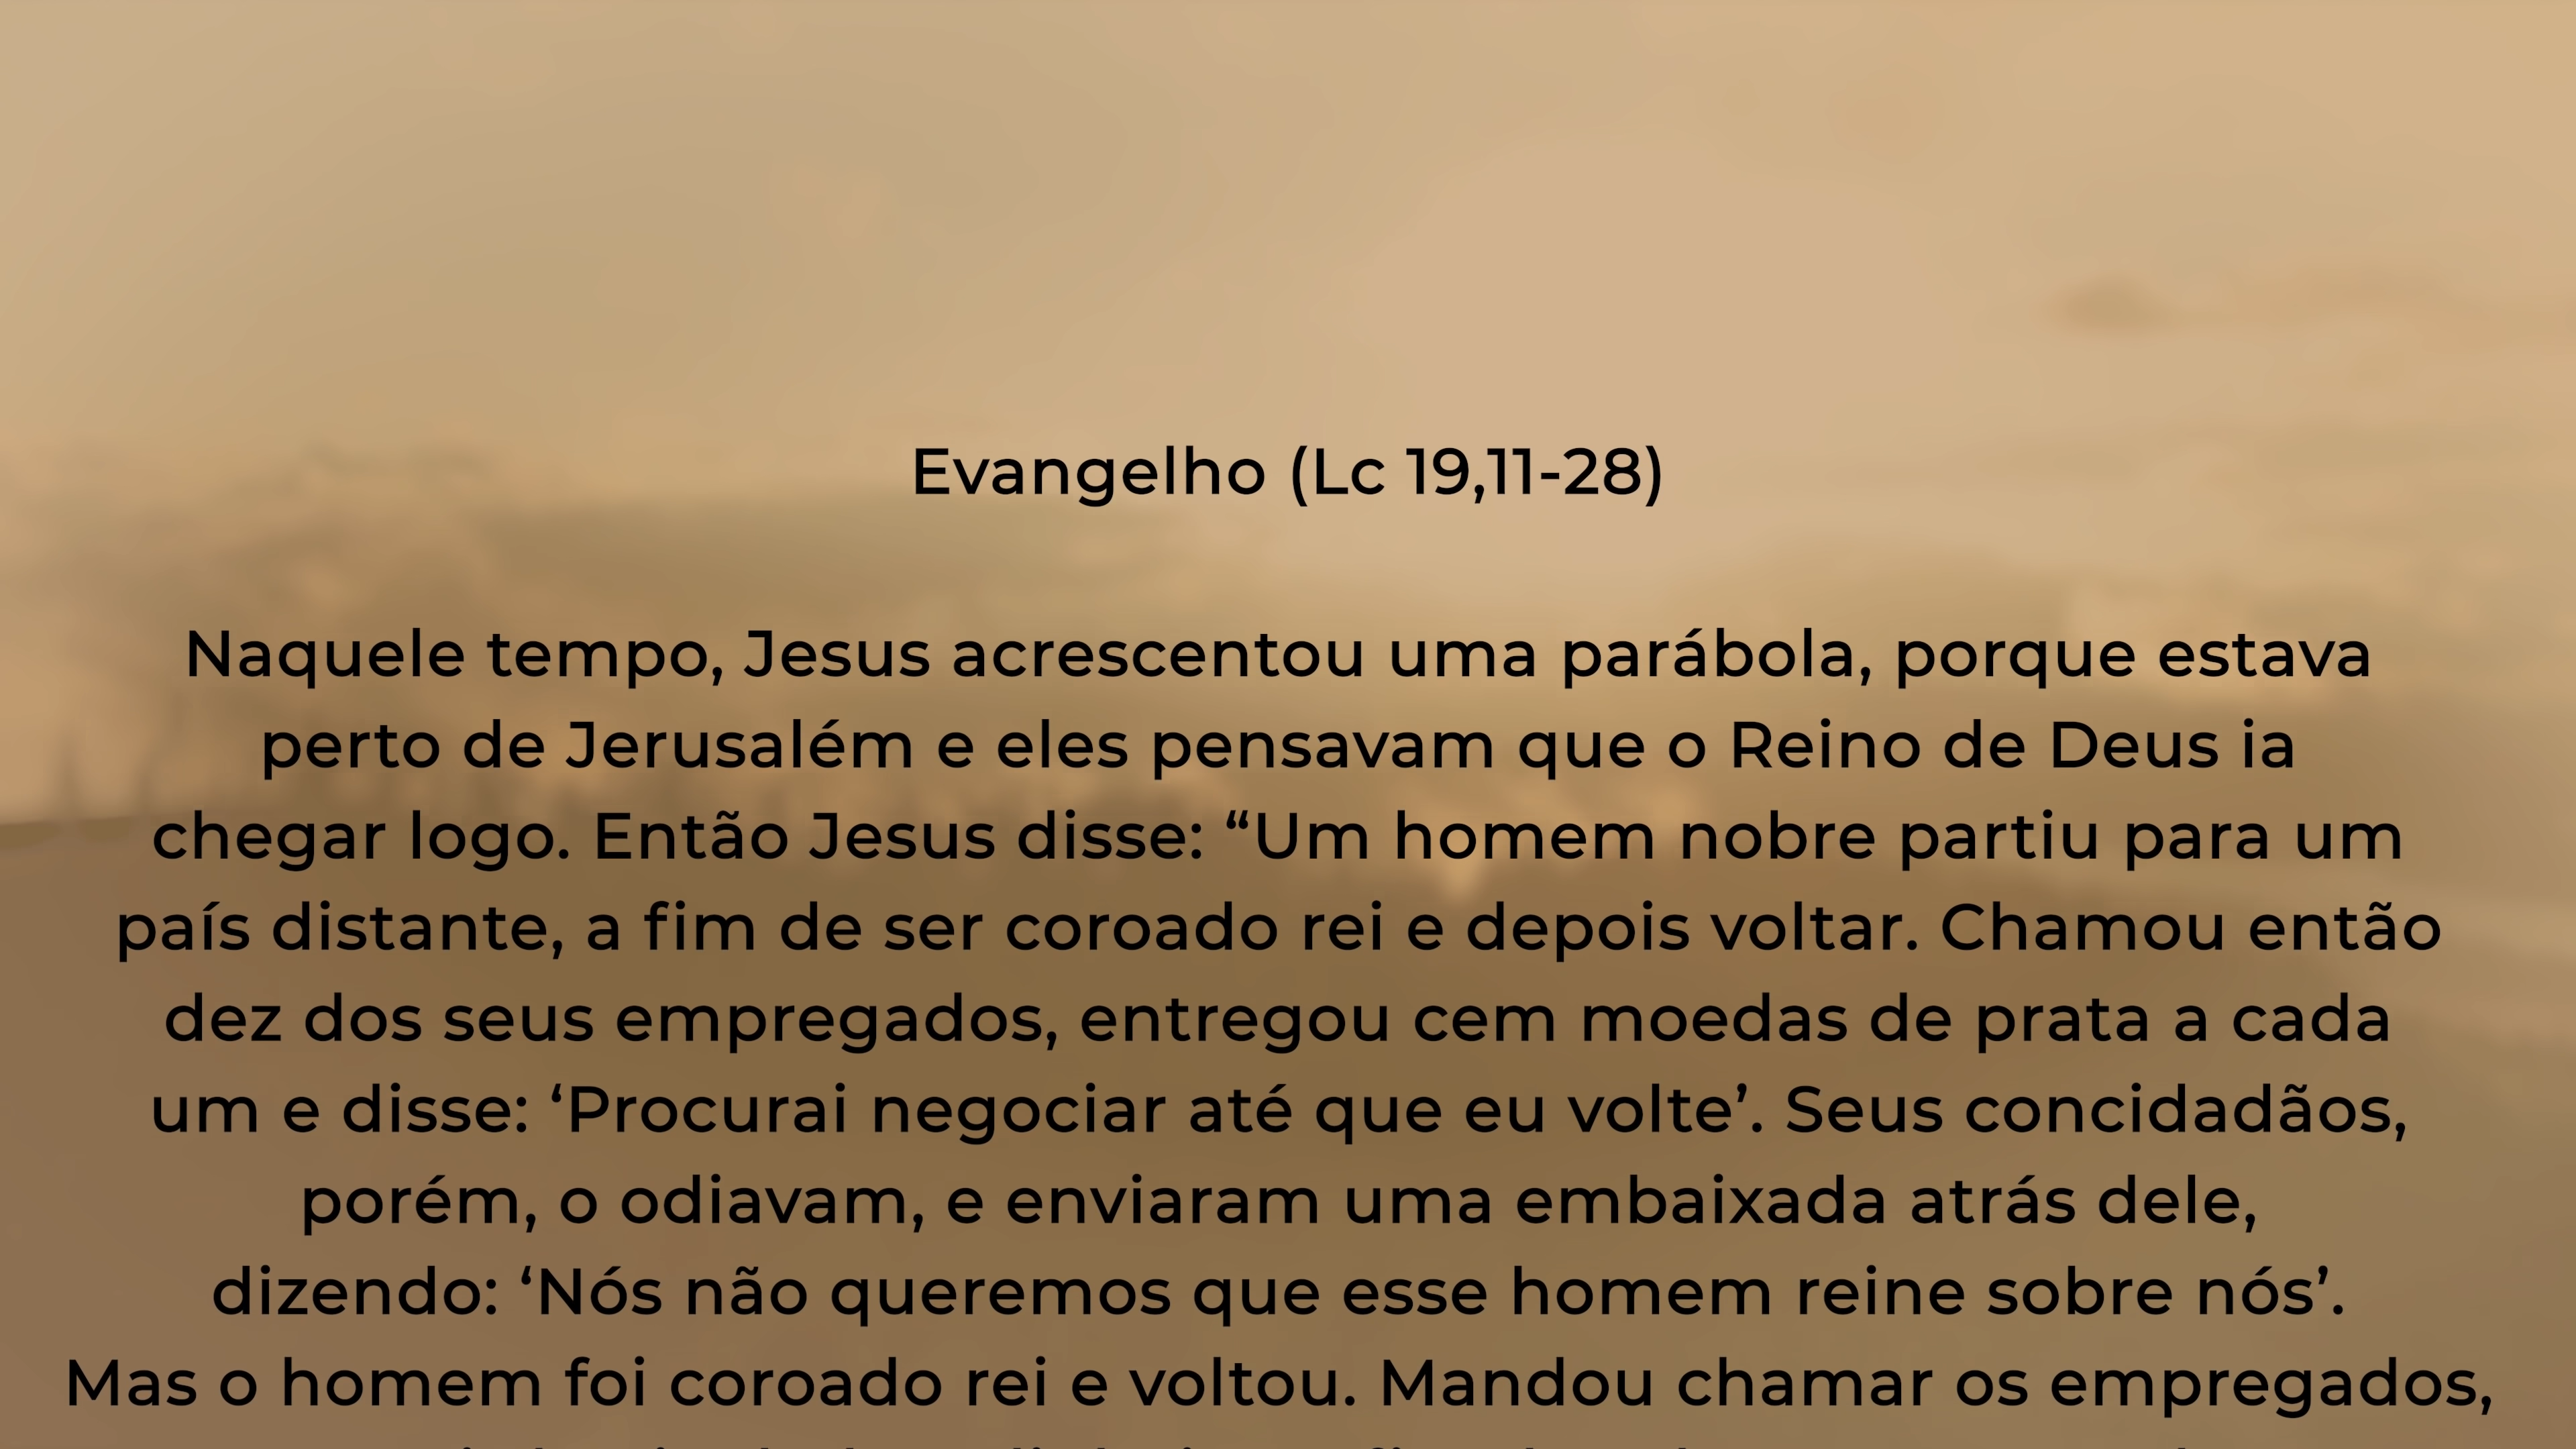 Evangelho (Lc 19,11-28)
Naquele tempo, Jesus acrescentou uma parábola, porque estava
perto de Jerusalém e eles pensavam que o Reino de Deus ia
chegar logo. Então Jesus disse: “Um homem nobre partiu para um
país distante, a fim de ser coroado rei e depois voltar. Chamou então
dez dos seus empregados, entregou cem moedas de prata a cada
um e disse: ‘Procurai negociar até que eu volte’. Seus concidadãos,
porém, o odiavam, e enviaram uma embaixada atrás dele,
dizendo: ‘Nós não queremos que esse homem reine sobre nós’.
Mas o homem foi coroado rei e voltou. Mandou chamar os empregados,